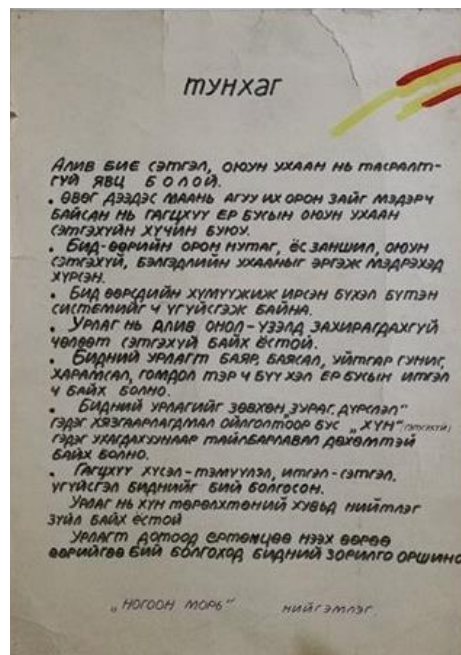 ТУНХАГ
АЛИВ БИЕ СЭТГЭЛ, ОЮУН УХААН НЬ ТАСРАЛТ-
ГҮЙ ЯВЦ БОЛОЙ.
• ӨВӨГ ДЭЭДЭС МААНЬ АГУУ ИХ ОРОН ЗАЙГ МЭДЭРЧ
БАЙСАН НЬ ГАГЦХҮҮ ЕР БУСЫН ОЮУН УХААН
СЭТГЭХҮЙН ХҮЧИН БУЮУ.
• БИД-ӨӨРИЙН ОРОН НУТАГ, ЁС ЗАНШИЛ, ОЮУН
СЭТГЭХҮЙ, БЭЛГЭДЛИЙН УХААНЫГ ЭРГЭЖ МЭДРЭХЭД
ХҮРСЭН.
• БИД ӨӨРСДИЙН ХҮМҮҮЖИЖ ИРСЭН БҮХЭЛ БҮТЭН
СИСТЕМИЙГ Ч ҮГҮЙСГЭЖ БАЙНА.
• УРЛАГ НЬ АЛИВ ОНОЛ-ҮЗЭЛД ЗАХИРАГДАХГҮЙ
ЧӨЛӨӨТ СЭТГЭХҮЙ БАЙХ ЁСТОЙ.
• БИДНИЙ УРЛАГТ БАЯР, БАЯСАЛ, УЙТГАР ГУНИГ,
ХАРАМСАЛ, ГОМДОЛ ТЭР Ч БҮҮ ХЭЛ ЕР БУСЫН ИТГЭЛ
Ч БАЙХ БОЛНО.
• БИДНИЙ УРЛАГИЙГ ЗӨВХӨН „ЗУРАГ, ДҮРСЛЭЛ"
ГЭДЭГ ХЯЗГААРЛАГДМАЛ ОЙЛГОЛТООР БУС „ХҮН"
ГЭДЭГ УХАГДАХУУНААР ТАЙЛБАРЛАВАЛ ДӨХӨМТЭЙ
БАЙХ БОЛНО.
• ГАГЦХҮҮ ХҮСЭЛ-ТЭМҮҮЛЭЛ, ИТГЭЛ-СЭТГЭЛ,
ҮГҮЙСГЭЛ БИДНИЙГ БИЙ БОЛГОСОН.
УРЛАГ НЬ ХҮН ТӨРӨЛХТӨНИЙ ХУВЬД НИЙТЛЭГ
ЗҮЙЛ БАЙХ ЁСТОЙ
УРЛАГТ ДОТООД ЕРТӨНЦӨӨ НЭЭХ ӨӨРӨӨ
ӨӨРИЙГӨӨ БИЙ БОЛГОХОД БИДНИЙ ЗОРИЛГО ОРШИНО
„НОГООН МОРЬ" НИЙГЭМЛЭГ.